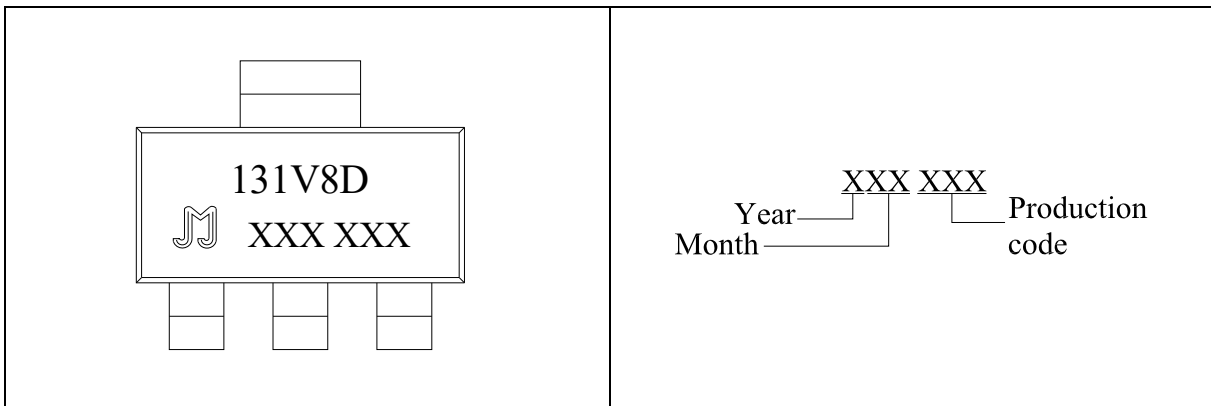 131V8D
XXX XXX
XXX XXX
Year
Month
Production
code